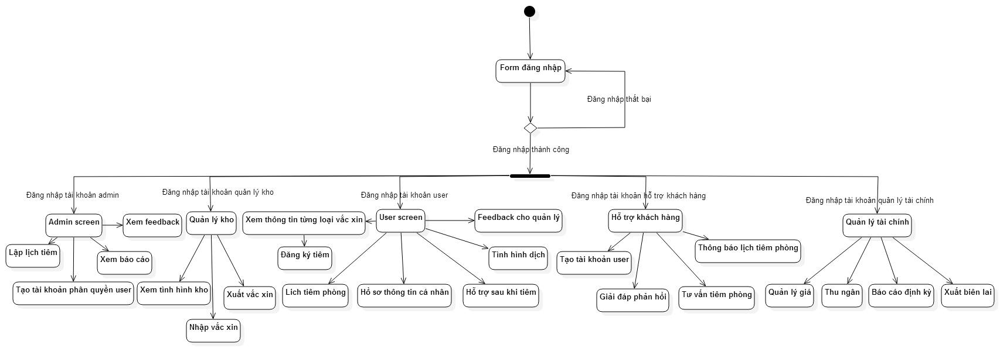 Form đăng nhập
Đăng nhập thất bại
Đăng nhập thành công
Đăng nhập tài khoản admin
Đăng nhập tài khoản quản lý kho
Đăng nhập tài khoản user
Đăng nhập tài khoản hỗ trợ khách hàng
Đăng nhập tài khoản quản lý tài chính
Admin screen
Xem feedback
Quản lý kho
Xem thông tin từng loại vắc xin
User screen
Feedback cho quản lý
Hỗ trợ khách hàng
Quản lý tài chính
Lập lịch tiêm
Xem báo cáo
Đăng ký tiêm
Tình hình dịch
Tạo tài khoản user
Thông báo lịch tiêm phòng
Tạo tài khoản phân quyền user
Xem tình hình kho
Xuất vắc xin
Lich tiêm phòng
Hồ sơ thông tin cá nhân
Hỗ trợ sau khi tiêm
Giải đáp phản hồi
Tư vấn tiêm phòng
Quản lý giá
Thu ngân
Báo cáo định kỳ
Xuất biên lai
Nhập vắc xin